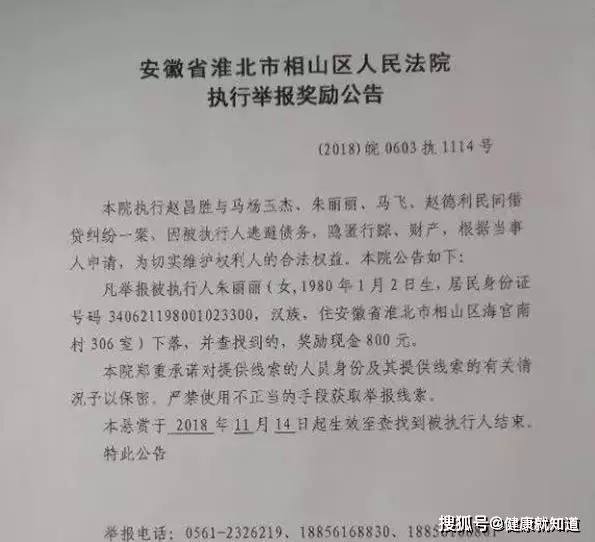 安徽省淮北市相山区人民法院
执行举报奖励公告
(2018)皖 0603 执 1114 号
本院执行赵昌胜与马杨玉杰、朱丽丽、马飞、赵德利民间借
贷纠纷一案，因被执行人逃避债务，隐匿行踪、财产，根据当事
人申请，为切实维护权利人的合法权益。本院公告如下：
凡举报被执行人朱丽丽（女,1980 年 1 月 2 日生，居民身份证
号码 340621198001023300，汉族，住安徽省淮北市相山区海宫南
村 306 室）下落，并查找到的，奖励现金 800 元。
本院郑重承诺对提供线索的人员身份及其提供线索的有关情
况予以保密。严禁使用不正当的手段获取举报线索。
本悬赏于 2018 年 11 月 14 日起生效至查找到被执行人结束。
特此公告
举报电话：0561-2326219、18856168830、
搜狐号@健康就知道